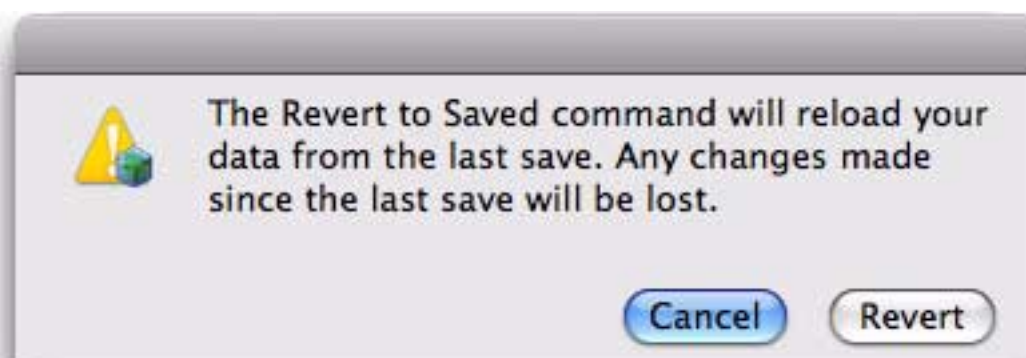 The Revert to Saved command will reload your
data from the last save. Any changes made
since the last save will be lost.
Cancel Revert